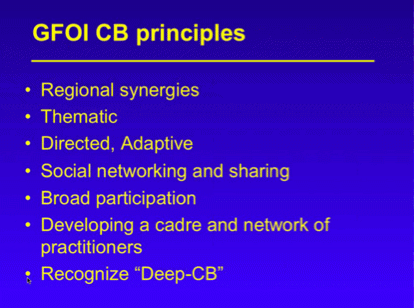 GFOI CB principles
• Regional synergies
• Thematic
• Directed, Adaptive
• Social networking and sharing
• Broad participation
• Developing a cadre and network of
practitioners
• Recognize “Deep-CB”